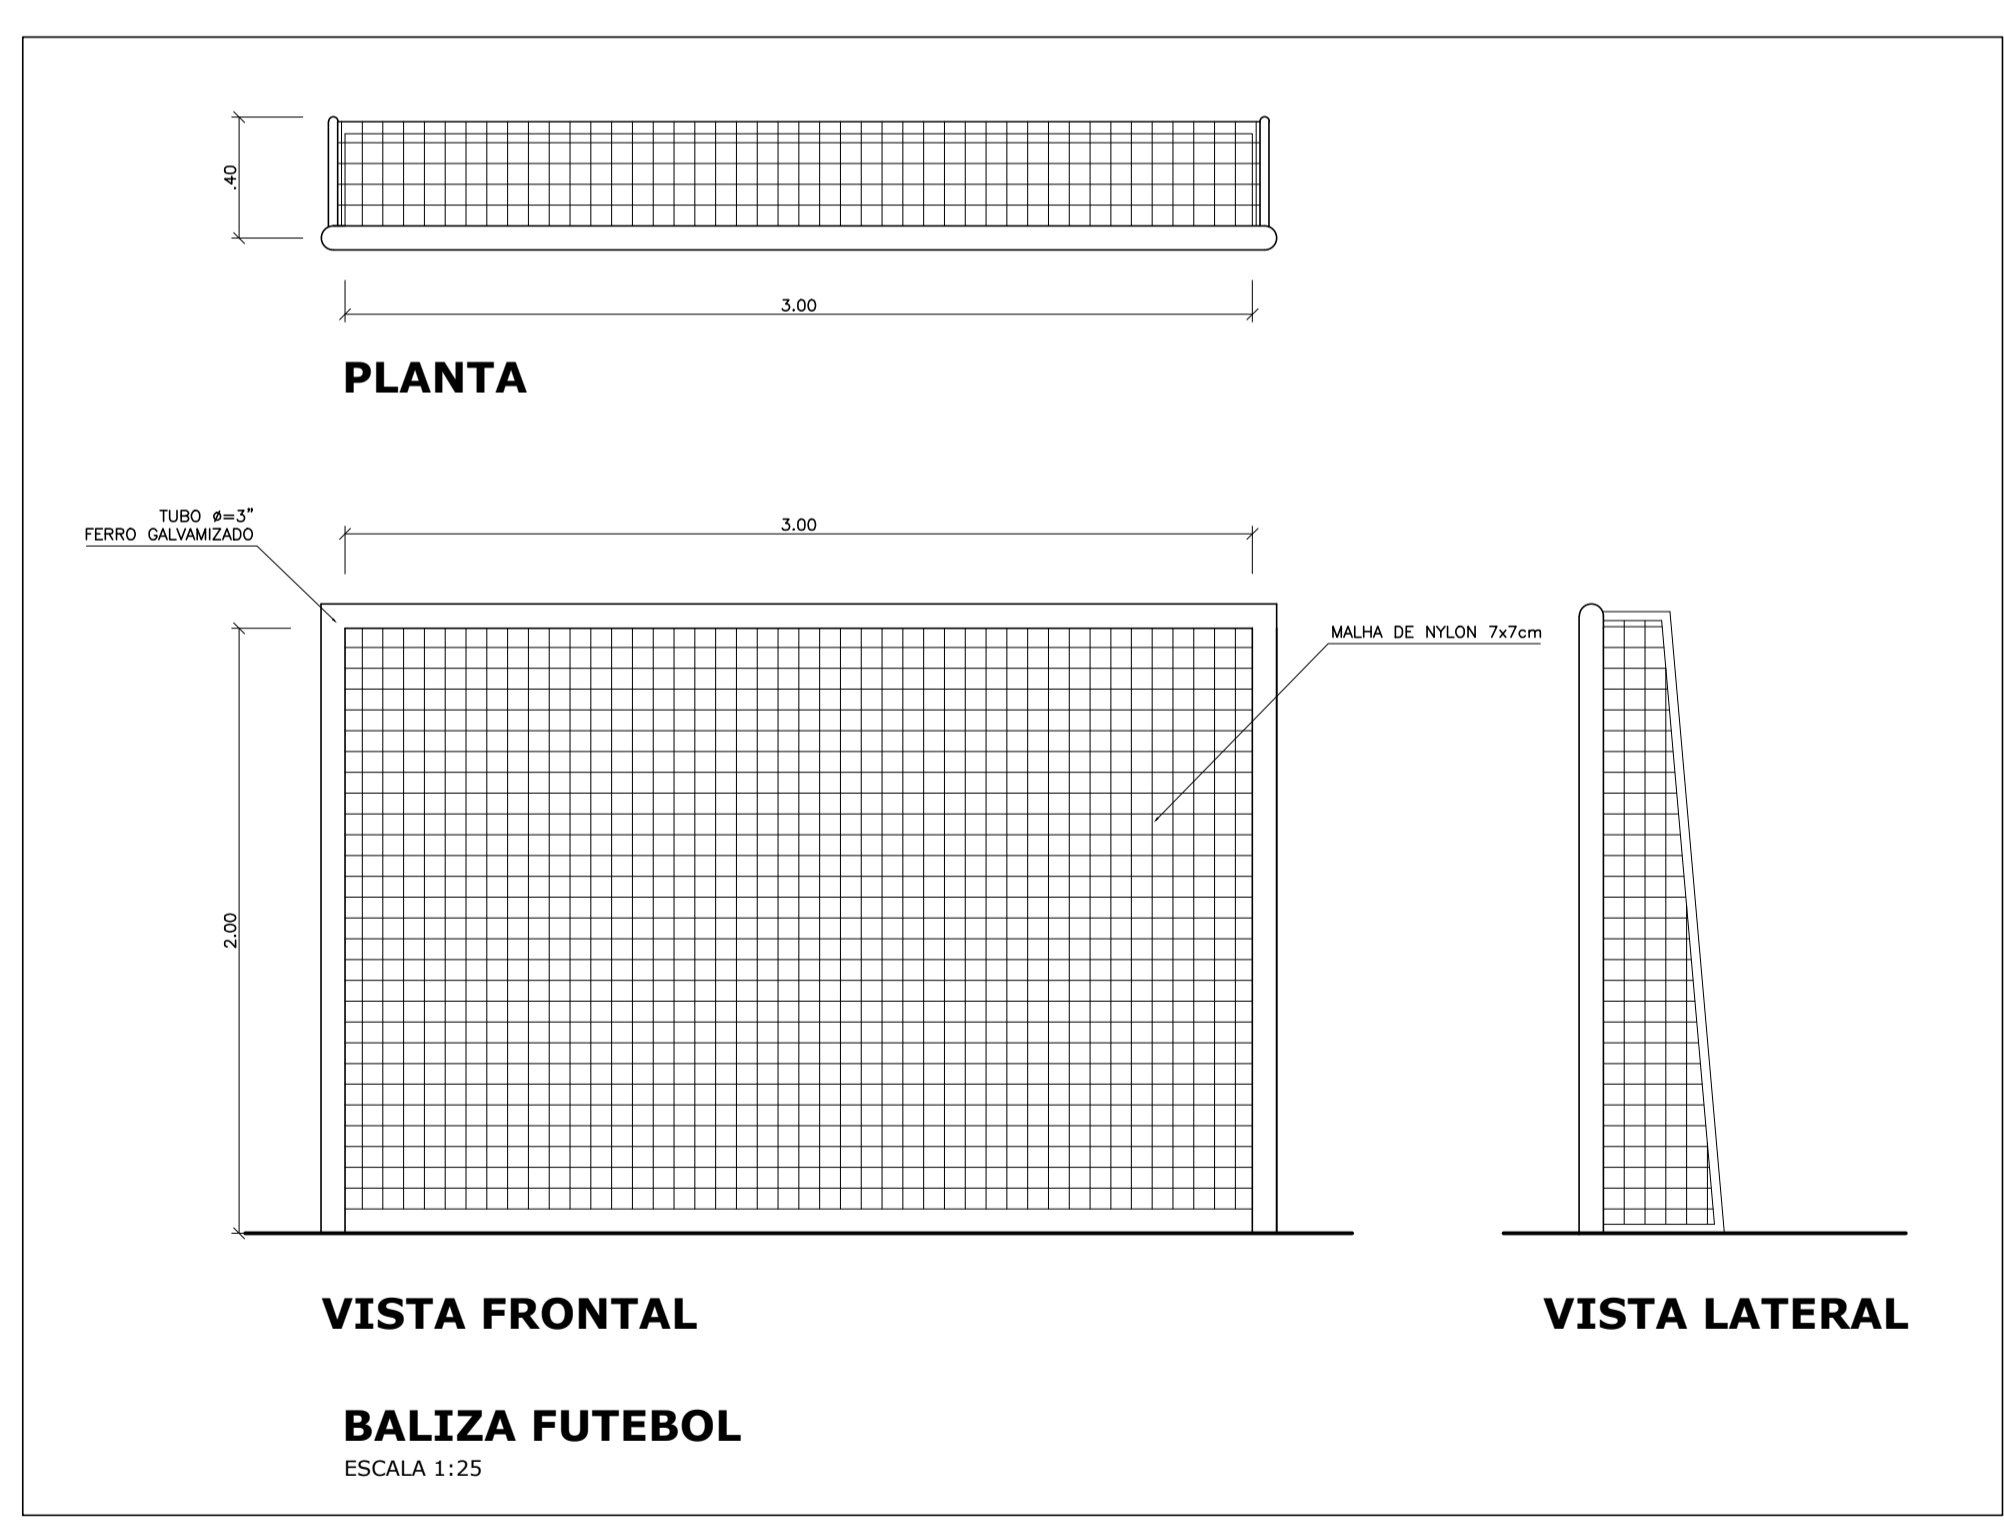 .40
3.00
PLANTA
TUBO ø=3"
FERRO GALVAMIZADO
3.00
MALHA DE NYLON 7x7cm
2.00
VISTA FRONTAL
VISTA LATERAL
BALIZA FUTEBOL
ESCALA 1:25